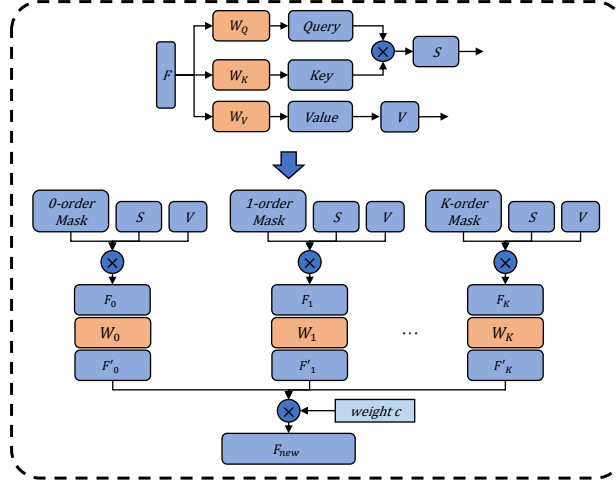 F
W_Q
Query
W_K
Key
S
W_V
Value
V
0-order
Mask
S
V
1-order
Mask
S
V
K-order
Mask
S
V
F_0
F_1
F_K
W_0
W_1
...
W_K
F'_0
F'_1
F'_K
weight c
F_new